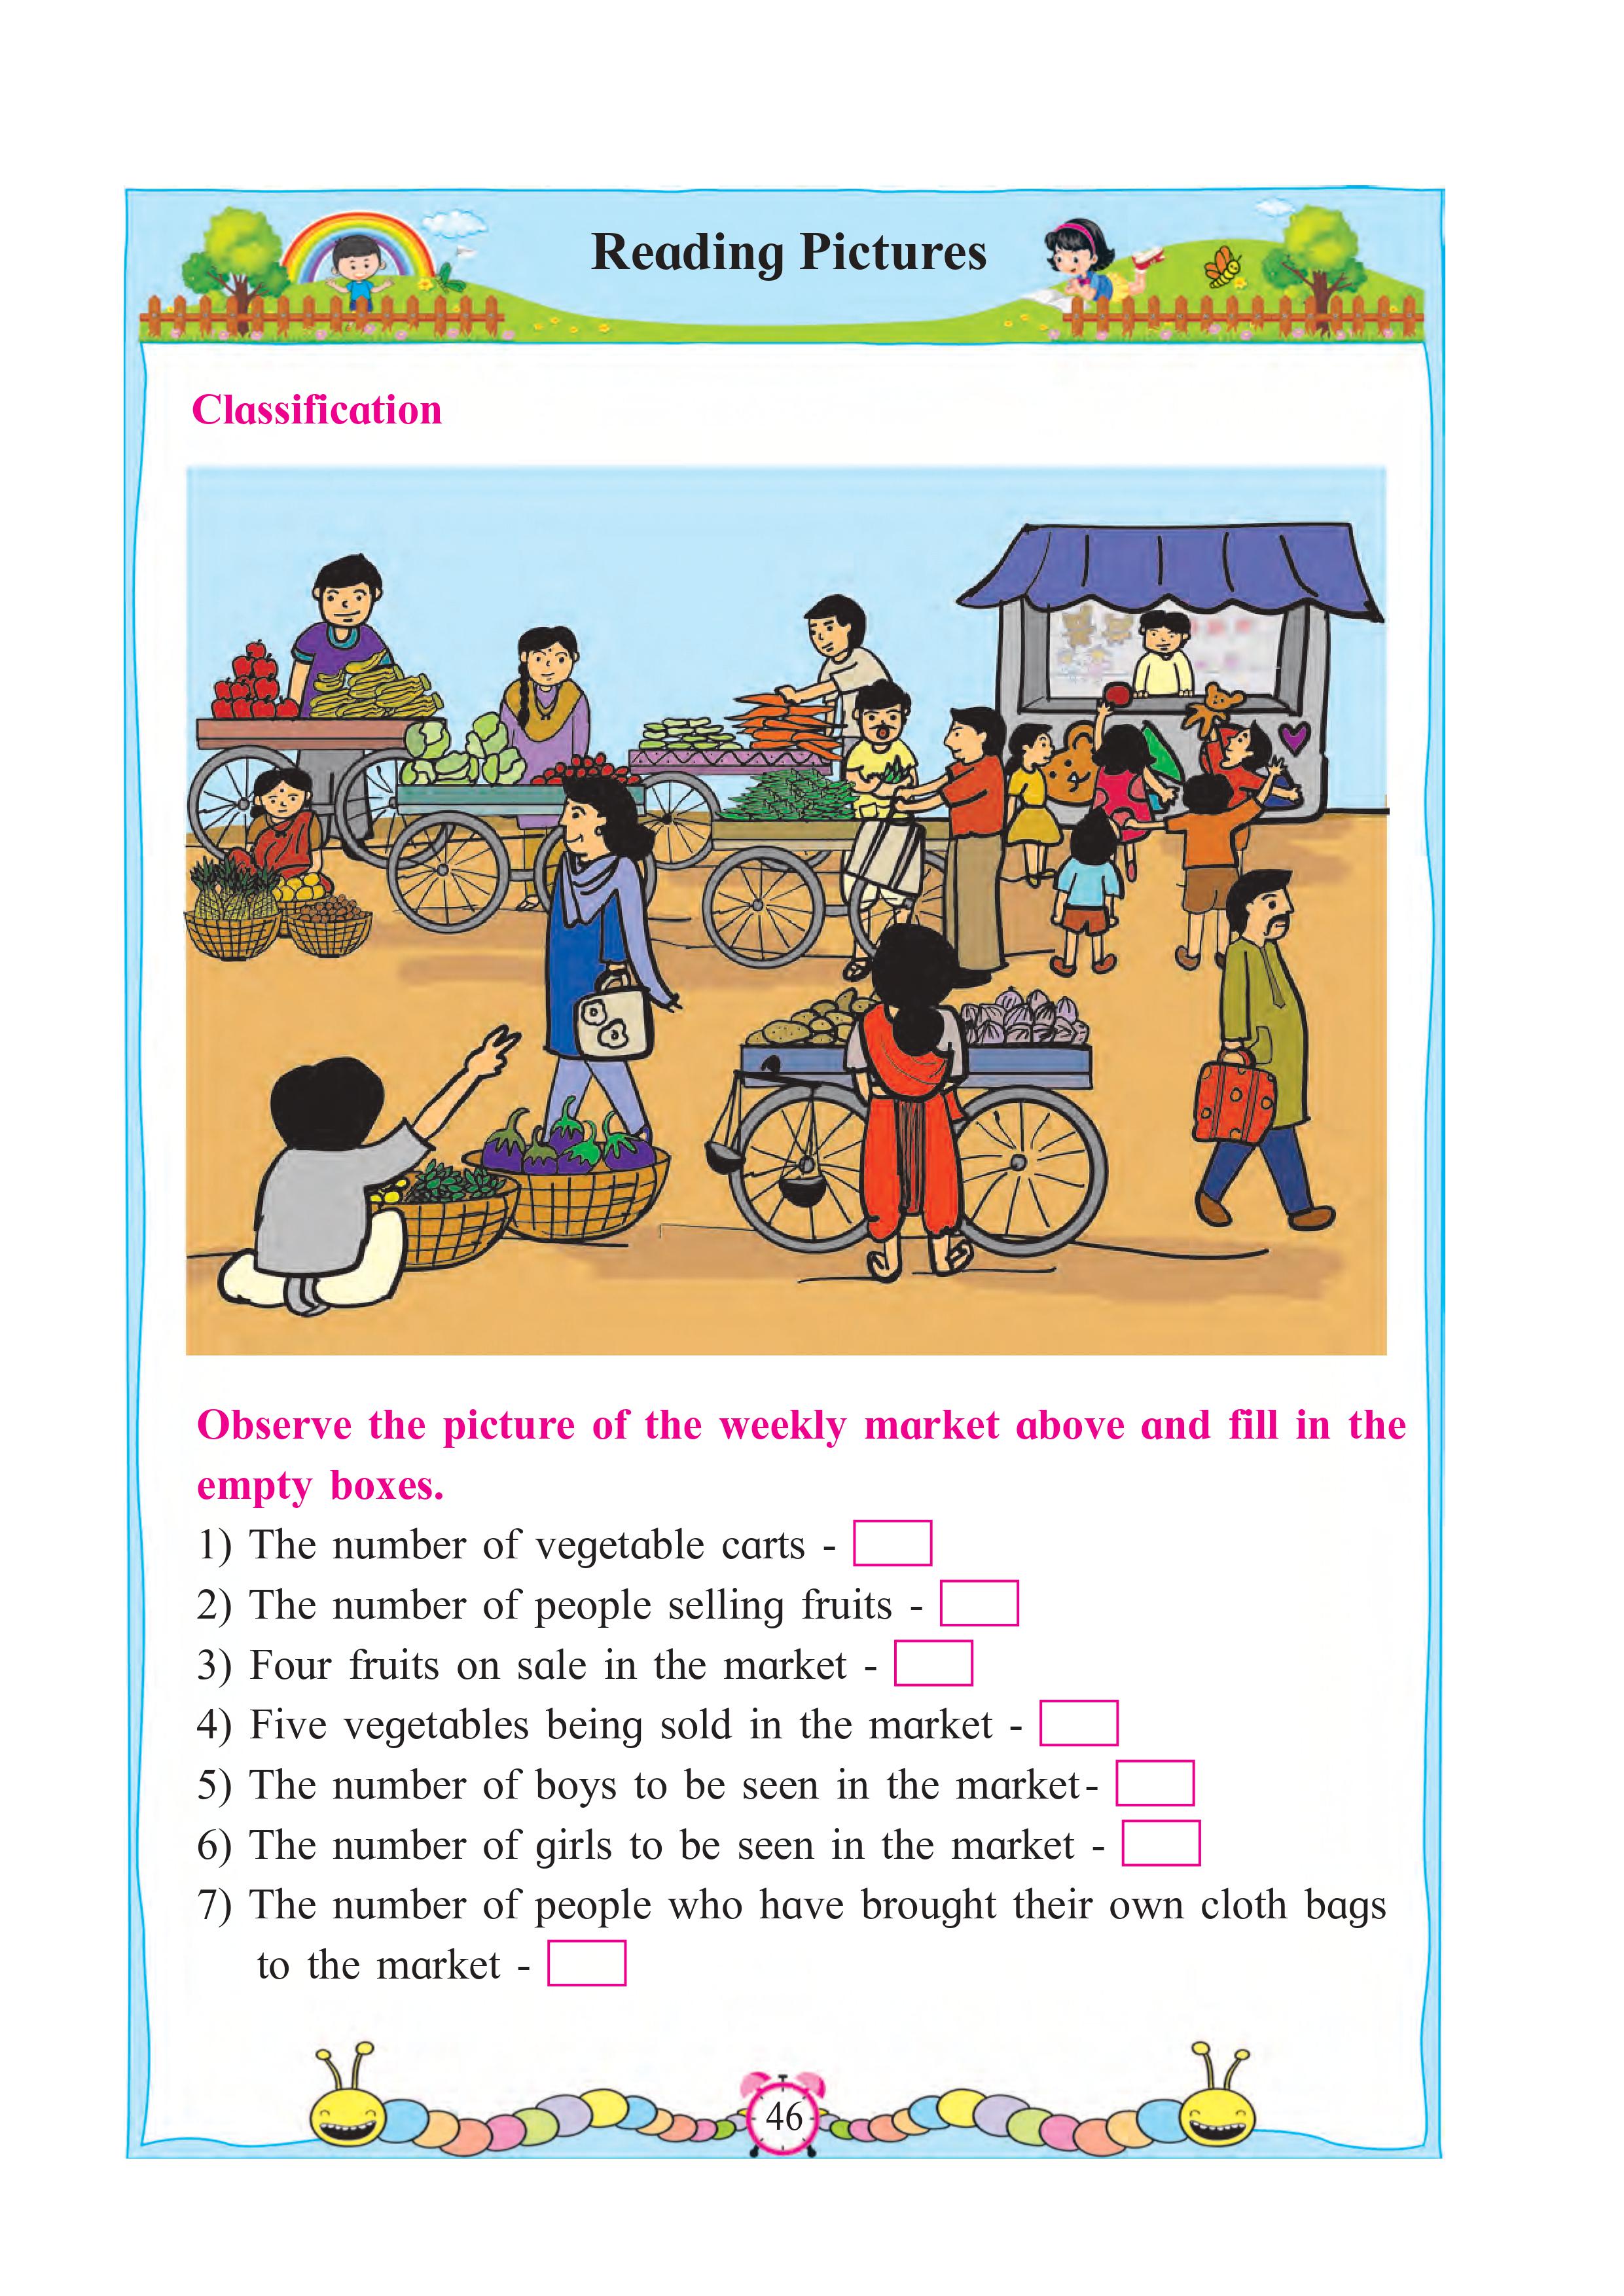 Reading Pictures
Classification
Observe the picture of the weekly market above and fill in the
empty boxes.
1) The number of vegetable carts -
2) The number of people selling fruits -
3) Four fruits on sale in the market -
4) Five vegetables being sold in the market -
5) The number of boys to be seen in the market-
6) The number of girls to be seen in the market -
7) The number of people who have brought their own cloth bags
to the market -
46